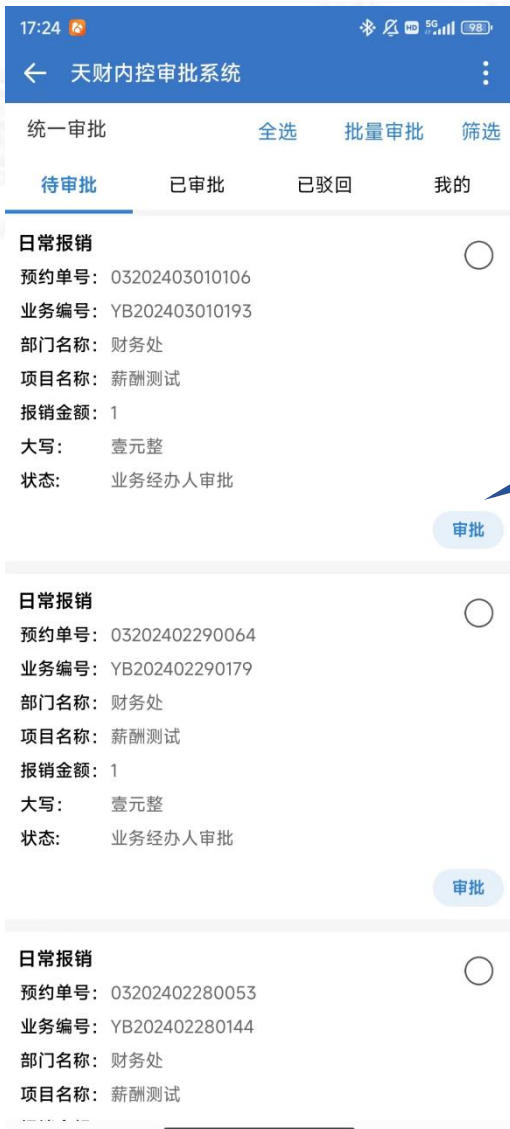 17:24 HD 5G 98
天财内控审批系统
统一审批 全选 批量审批 筛选
待审批 已审批 已驳回 我的
日常报销
预约单号: 03202403010106
业务编号: YB202403010193
部门名称: 财务处
项目名称: 薪酬测试
报销金额: 1
大写: 壹元整
状态: 业务经办人审批
审批
日常报销
预约单号: 03202402290064
业务编号: YB202402290179
部门名称: 财务处
项目名称: 薪酬测试
报销金额: 1
大写: 壹元整
状态: 业务经办人审批
审批
日常报销
预约单号: 03202402280053
业务编号: YB202402280144
部门名称: 财务处
项目名称: 薪酬测试